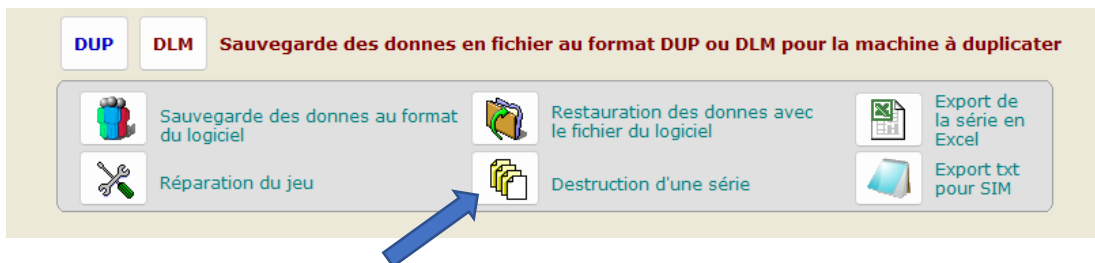 DUP DLM Sauvegarde des donnes en fichier au format DUP ou DLM pour la machine à duplicater
Sauvegarde des donnes au format
du logiciel
Restauration des donnes avec
le fichier du logiciel
Export de
la série en
Excel
Réparation du jeu
Destruction d'une série
Export txt
pour SIM